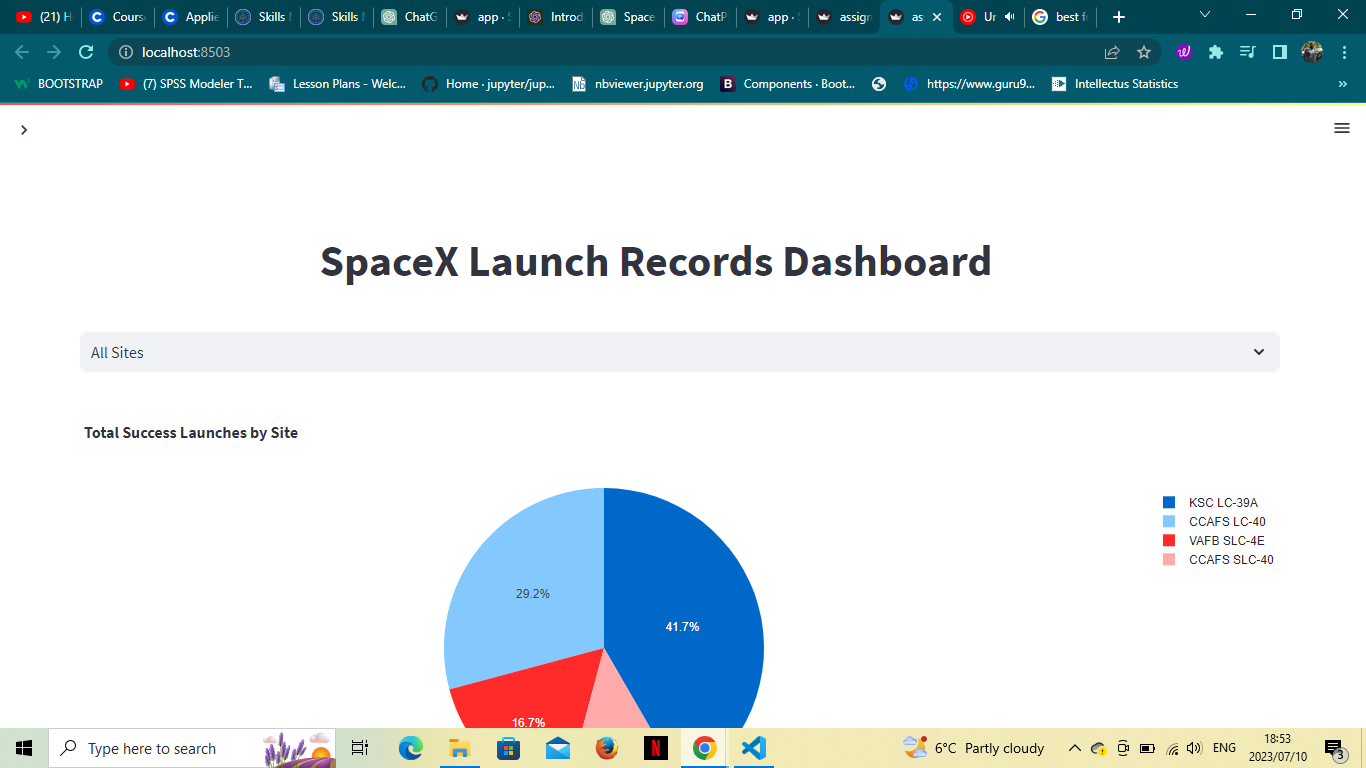 (21) H
Course
Applie
Skills N
Skills N
ChatG
app · S
Introd
Space
ChatP
app · S
assign
as
Ur
best fo
localhost:8503
BOOTSTRAP
(7) SPSS Modeler T...
Lesson Plans - Welc...
Home · jupyter/jup...
nbviewer.jupyter.org
Components · Boot...
https://www.guru9...
Intellectus Statistics
»
SpaceX Launch Records Dashboard
All Sites
Total Success Launches by Site
KSC LC-39A
CCAFS LC-40
VAFB SLC-4E
CCAFS SLC-40
29.2%
41.7%
16.7%
Type here to search
6°C Partly cloudy
ENG
18:53
2023/07/10
3